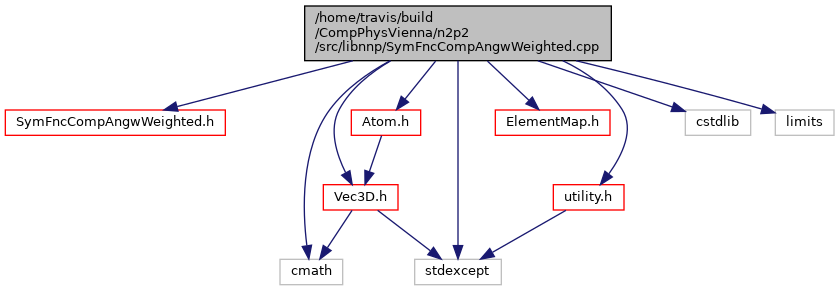 /home/travis/build
/CompPhysVienna/n2p2
/src/libnnp/SymFncCompAngwWeighted.cpp
SymFncCompAngwWeighted.h
Atom.h
ElementMap.h
cstdlib
limits
Vec3D.h
utility.h
cmath
stdexcept